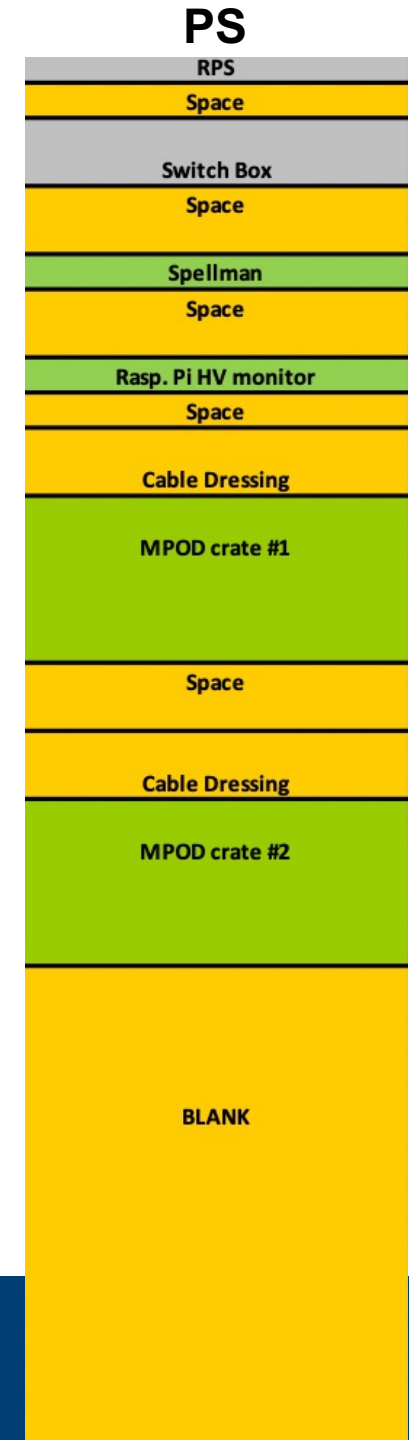 PS
RPS
Space
Switch Box
Space
Spellman
Space
Rasp. Pi HV monitor
Space
Cable Dressing
MPOD crate #1
Space
Cable Dressing
MPOD crate #2
BLANK